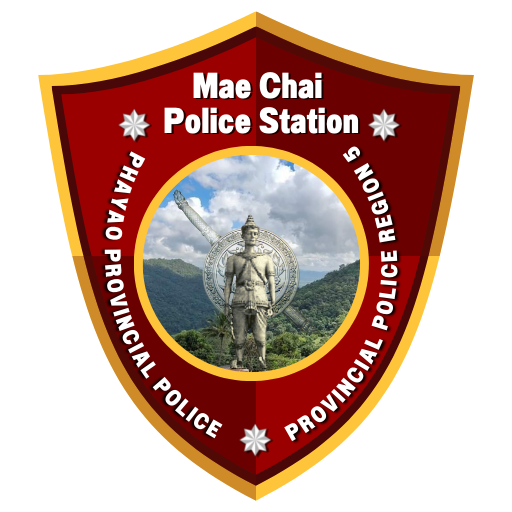 Mae Chai
Police Station
PHAYAO PROVINCIAL POLICE
PROVINCIAL POLICE REGION 5